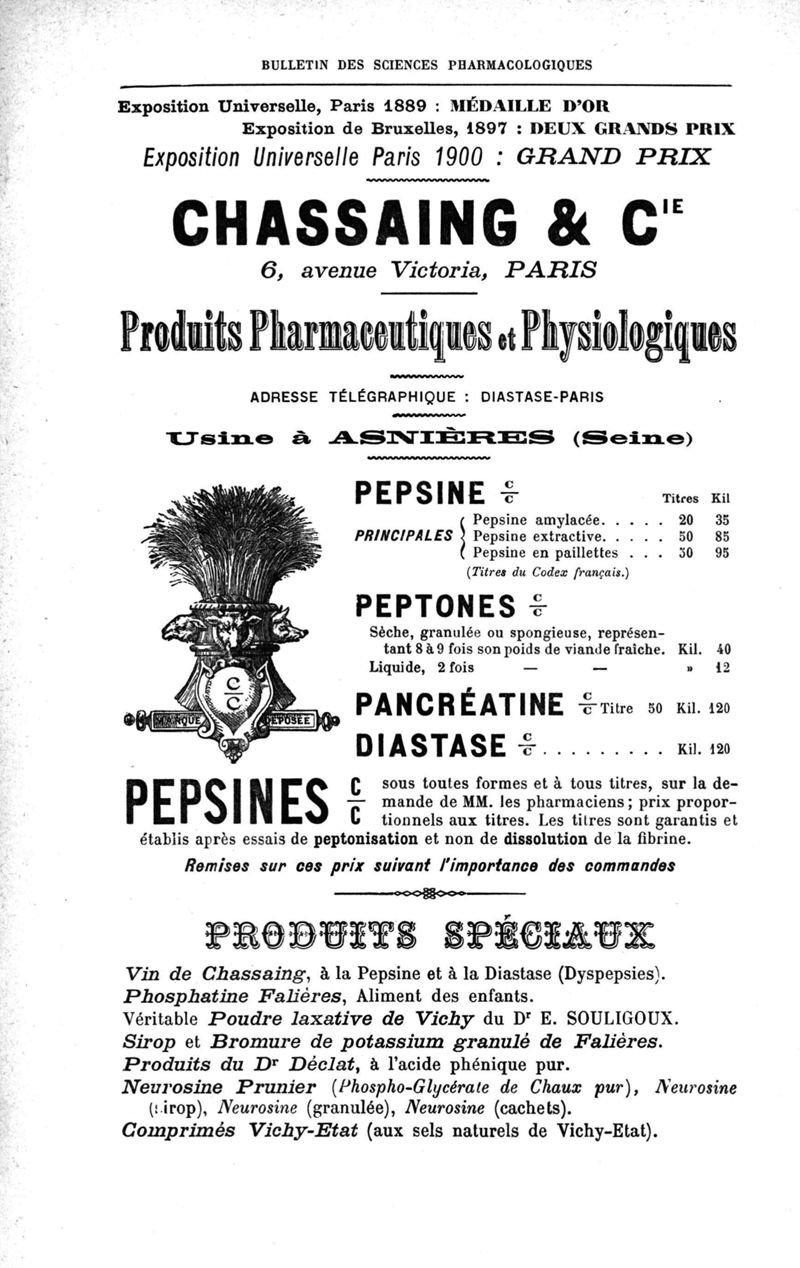 BULLETIN DES SCIENCES PHARMACOLOGIQUES
Exposition Universelle, Paris 1889 : MÉDAILLE D'OR
Exposition de Bruxelles, 1897 : DEUX GRANDS PRIX
Exposition Universelle Paris 1900 : GRAND PRIX
CHASSAING & CIE
6, avenue Victoria, PARIS
Produits Pharmaceutiques et Physiologiques
ADRESSE TÉLÉGRAPHIQUE : DIASTASE-PARIS
Usine à ASNIÈRES (Seine)
PEPSINE C/C Titres Kil
PRINCIPALES
Pepsine amylacée. . . . . 20 35
Pepsine extractive. . . . . 50 85
Pepsine en paillettes . . . 50 95
(Titres du Codex français.)
PEPTONES C/C
Sèche, granulée ou spongieuse, représen-
tant 8 à 9 fois son poids de viande fraîche. Kil. 40
Liquide, 2 fois — — » 12
PANCRÉATINE C/C Titre 50 Kil. 120
DIASTASE C/C . . . . . . . . . . Kil. 120
C/C
MARQUE DÉPOSÉE
PEPSINES C/C sous toutes formes et à tous titres, sur la de-
mande de MM. les pharmaciens ; prix propor-
tionnels aux titres. Les titres sont garantis et
établis après essais de peptonisation et non de dissolution de la fibrine.
Remises sur ces prix suivant l'importance des commandes
PRODUITS SPÉCIAUX
Vin de Chassaing, à la Pepsine et à la Diastase (Dyspepsies).
Phosphatine Falières, Aliment des enfants.
Véritable Poudre laxative de Vichy du Dr E. SOULIGOUX.
Sirop et Bromure de potassium granulé de Falières.
Produits du Dr Déclat, à l'acide phénique pur.
Neurosine Prunier (Phospho-Glycérate de Chaux pur), Neurosine
(sirop), Neurosine (granulée), Neurosine (cachets).
Comprimés Vichy-Etat (aux sels naturels de Vichy-Etat).